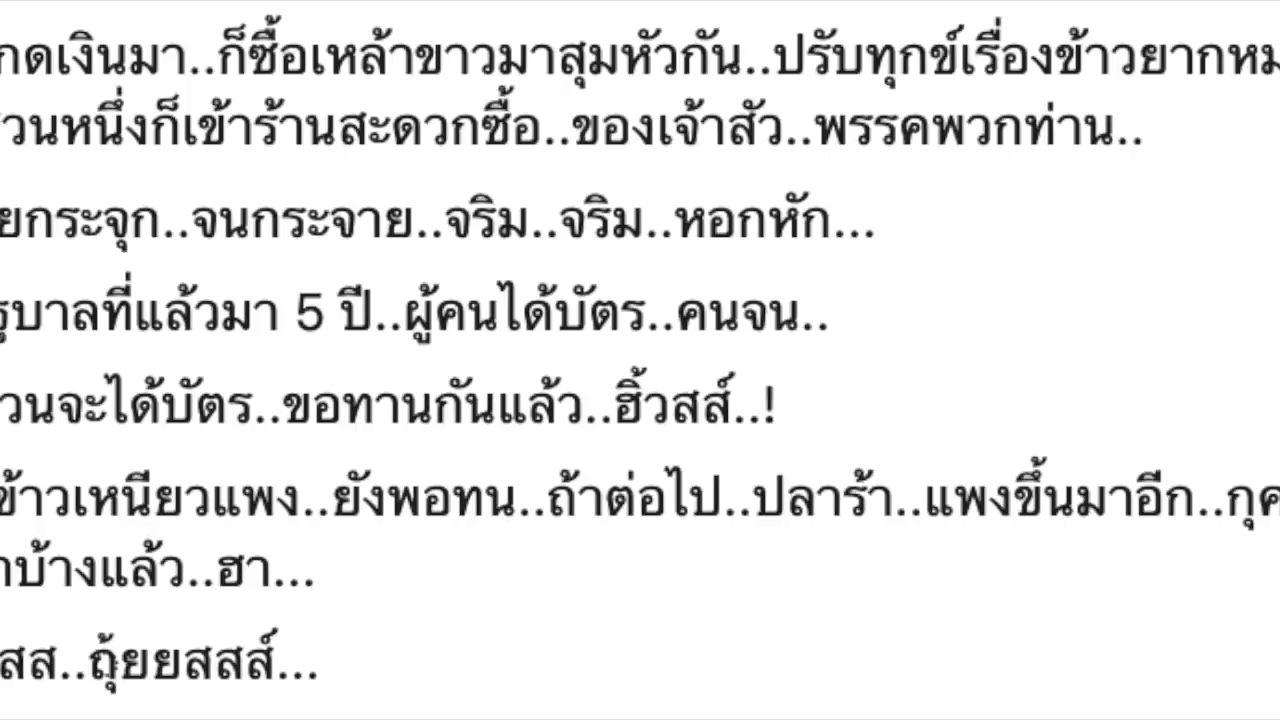 กดเงินมา..ก็ซื้อเหล้าขาวมาสุมหัวกัน..ปรับทุกข์เรื่องข้าวยากหม
วนหนึ่งก็เข้าร้านสะดวกซื้อ..ของเจ้าสัว..พรรคพวกท่าน..
ยกระจุก..จนกระจาย..จริม..จริม..หอกหัก...
รัฐบาลที่แล้วมา 5 ปี..ผู้คนได้บัตร..คนจน..
วนจะได้บัตร..ขอทานกันแล้ว..ฮิ้วสส์..!
ข้าวเหนียวแพง..ยังพอทน..ถ้าต่อไป..ปลาร้า..แพงขึ้นมาอีก..กุค
บ้างแล้ว..ฮา...
สส..ถุ้ยยสสส์...